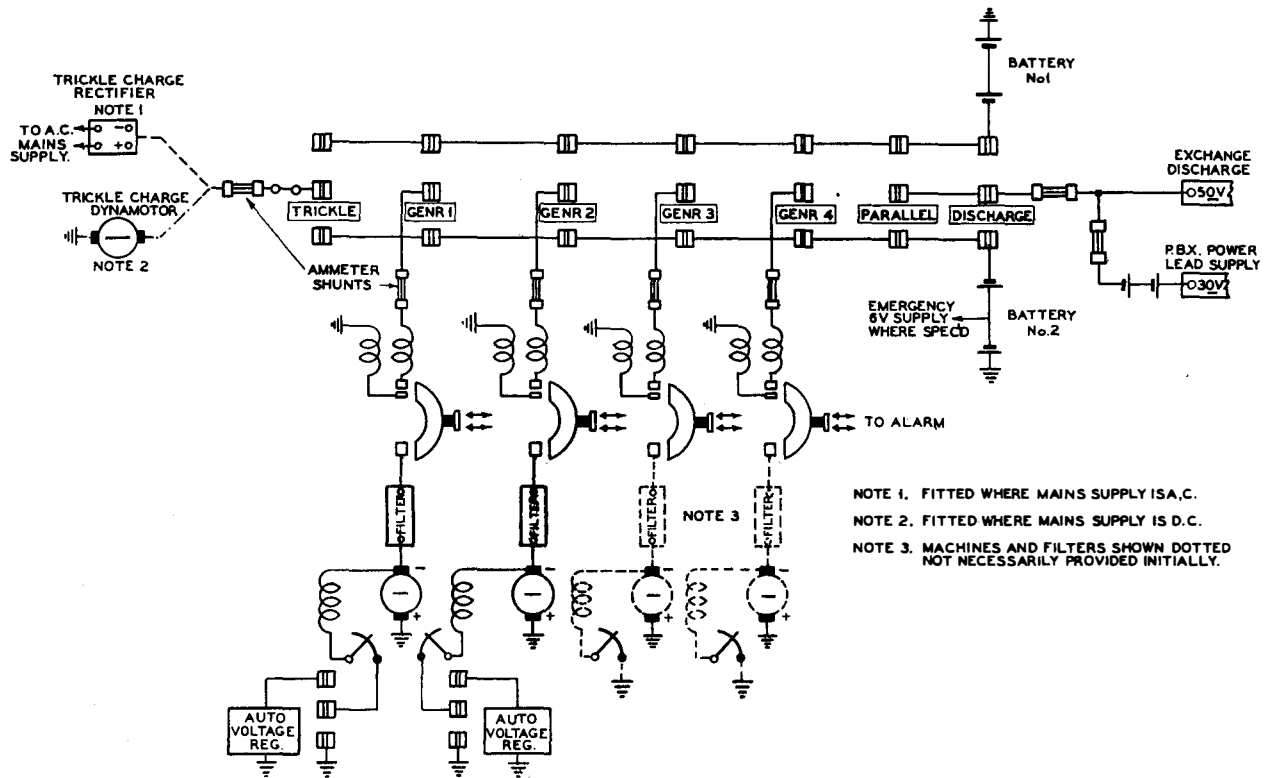 BATTERY
No1
TRICKLE CHARGE
RECTIFIER
NOTE 1
TO A.C.
MAINS
SUPPLY.
- +
TRICKLE CHARGE
DYNAMOTOR
NOTE 2
TRICKLE
GENR 1
GENR 2
GENR 3
GENR 4
PARALLEL
DISCHARGE
EXCHANGE
DISCHARGE
50V
P.B.X. POWER
LEAD SUPPLY
30V
AMMETER
SHUNTS
EMERGENCY
6V SUPPLY
WHERE SPEC'D
BATTERY
No.2
TO ALARM
FILTER
FILTER
FILTER
FILTER
NOTE 3
NOTE 1. FITTED WHERE MAINS SUPPLY IS A.C.
NOTE 2. FITTED WHERE MAINS SUPPLY IS D.C.
NOTE 3. MACHINES AND FILTERS SHOWN DOTTED
NOT NECESSARILY PROVIDED INITIALLY.
- - - -
+ + + +
AUTO
VOLTAGE
REG.
AUTO
VOLTAGE
REG.